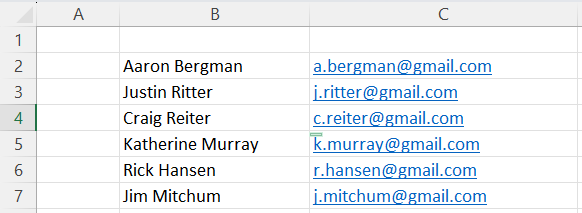 A B C
1
2 Aaron Bergman a.bergman@gmail.com
3 Justin Ritter j.ritter@gmail.com
4 Craig Reiter c.reiter@gmail.com
5 Katherine Murray k.murray@gmail.com
6 Rick Hansen r.hansen@gmail.com
7 Jim Mitchum j.mitchum@gmail.com